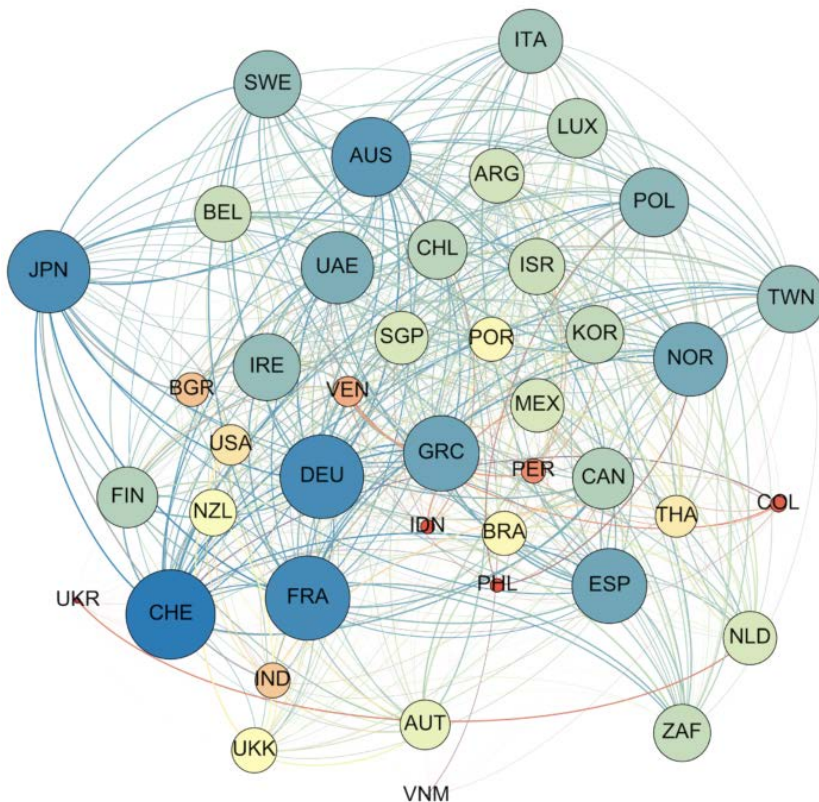 ITA
SWE
LUX
AUS
ARG
BEL
POL
CHL
ISR
UAE
JPN
TWN
SGP
POR
KOR
NOR
IRE
BGR
VEN
MEX
USA
GRC
DEU
PER
CAN
FIN
NZL
COL
THA
IDN
BRA
PHL
ESP
UKR
CHE
FRA
NLD
IND
AUT
ZAF
UKK
VNM